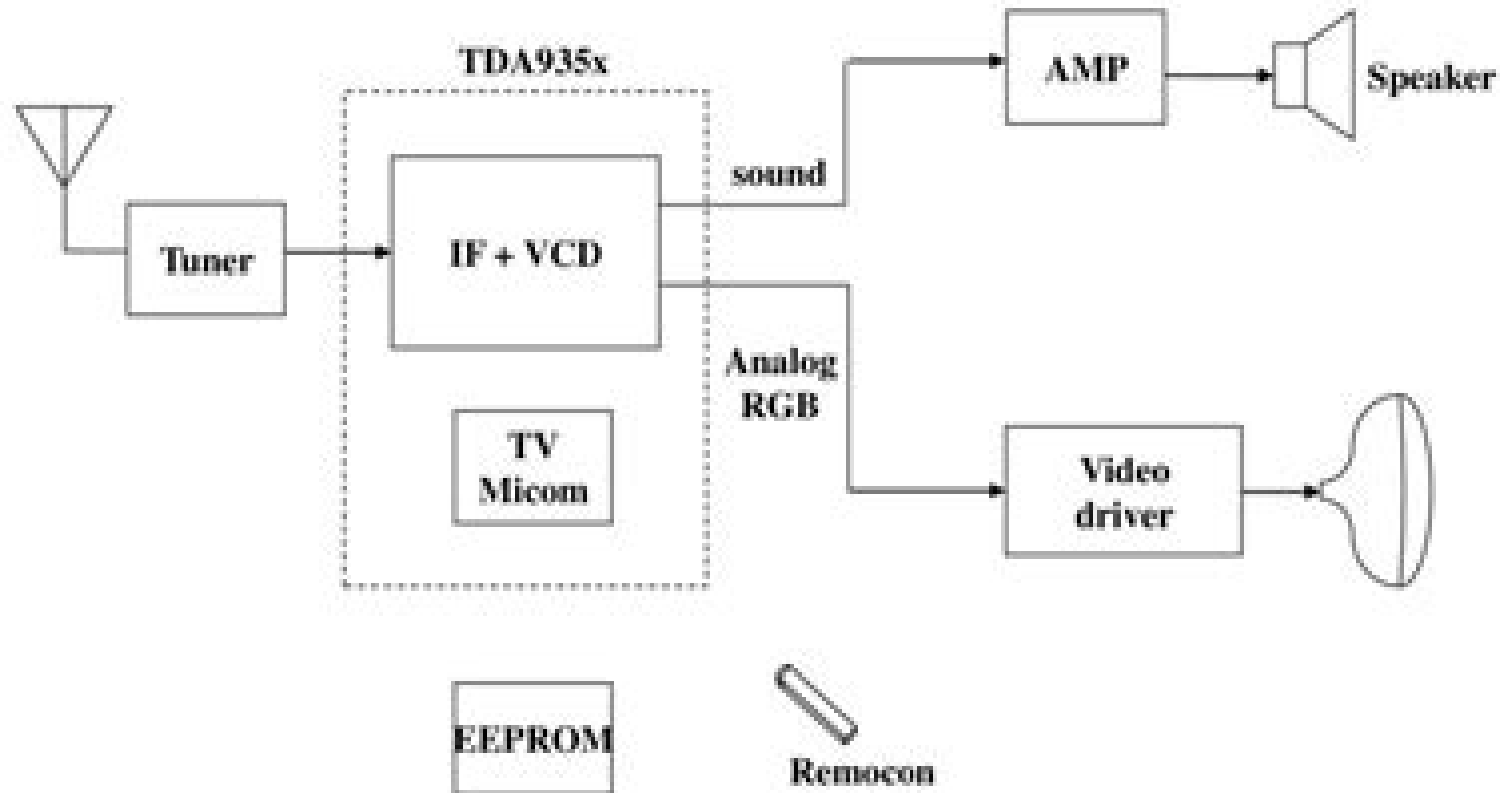 TDA935x
AMP
Speaker
sound
Tuner
IF + VCD
Analog
RGB
TV
Micom
Video
driver
EEPROM
Remocon